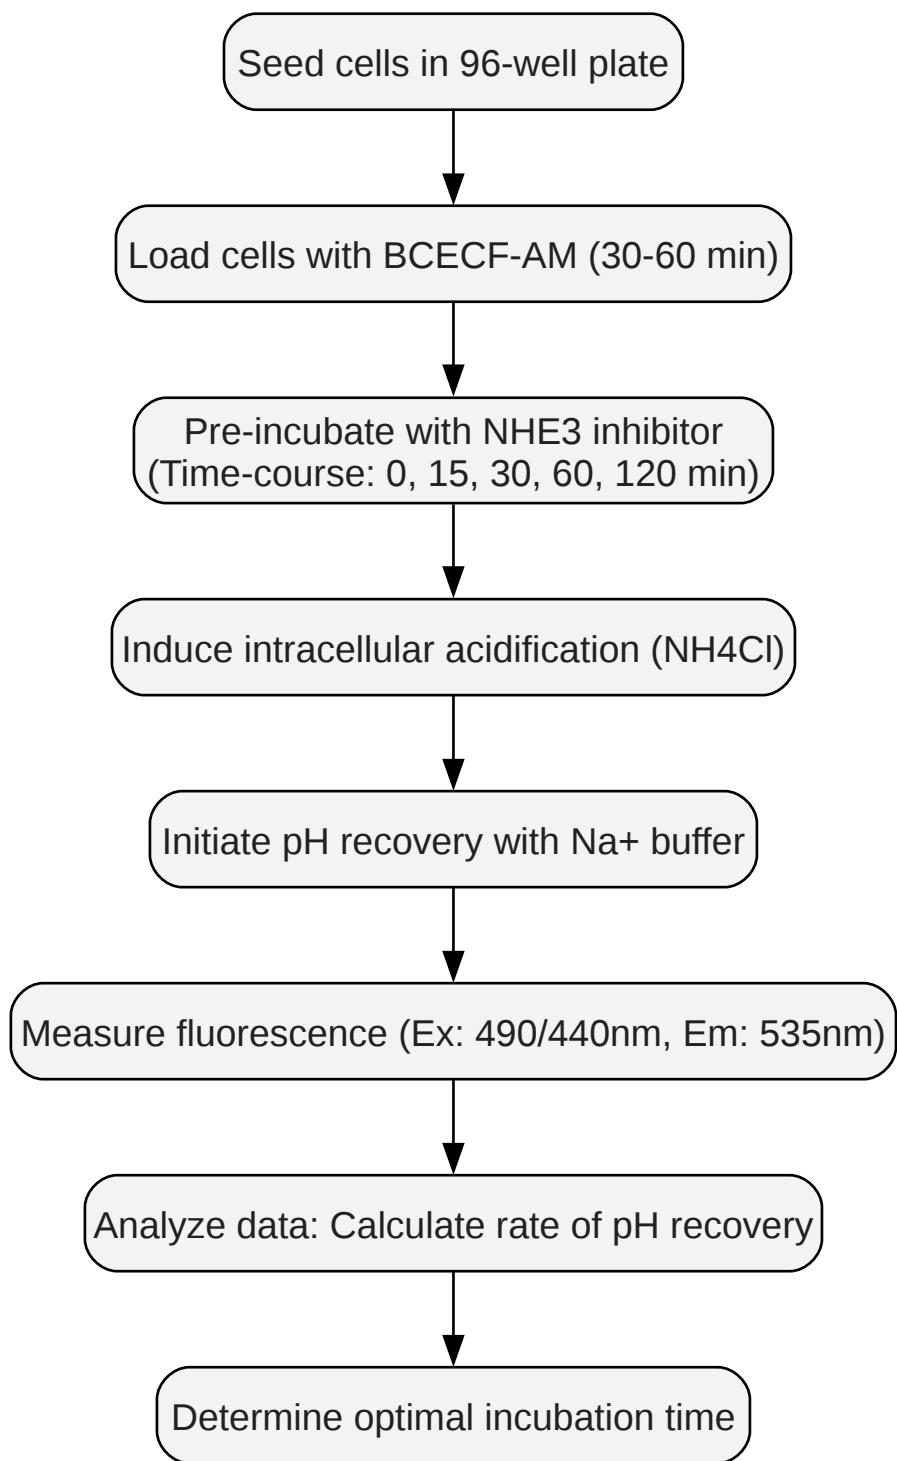 Seed cells in 96-well plate
Load cells with BCECF-AM (30-60 min)
Pre-incubate with NHE3 inhibitor
(Time-course: 0, 15, 30, 60, 120 min)
Induce intracellular acidification (NH4Cl)
Initiate pH recovery with Na+ buffer
Measure fluorescence (Ex: 490/440nm, Em: 535nm)
Analyze data: Calculate rate of pH recovery
Determine optimal incubation time